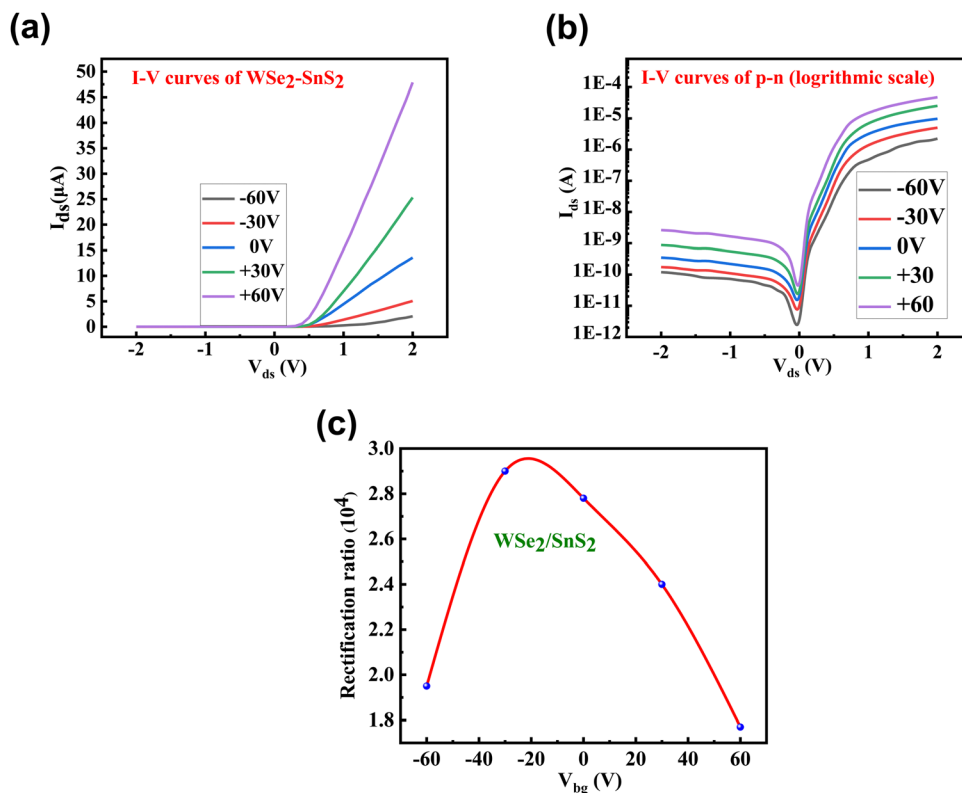 (a)
I-V curves of WSe2-SnS2
50
45
40
35
30
25
20
15
10
5
0
Ids(μA)
-60V
-30V
0V
+30V
+60V
-2 -1 0 1 2
Vds (V)
(b)
I-V curves of p-n (logrithmic scale)
1E-4
1E-5
1E-6
1E-7
1E-8
1E-9
1E-10
1E-11
1E-12
Ids (A)
-60V
-30V
0V
+30
+60
-2 -1 0 1 2
Vds (V)
(c)
3.0
2.8
2.6
2.4
2.2
2.0
1.8
Rectification ratio (104)
WSe2/SnS2
-60 -40 -20 0 20 40 60
Vbg (V)